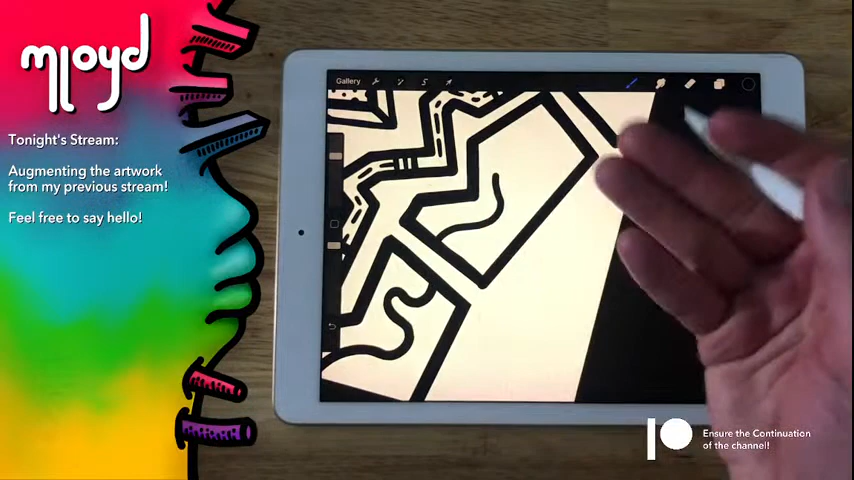 mloyd
Tonight's Stream:
Augmenting the artwork
from my previous stream!
Feel free to say hello!
Gallery
Ensure the Continuation
of the channel!